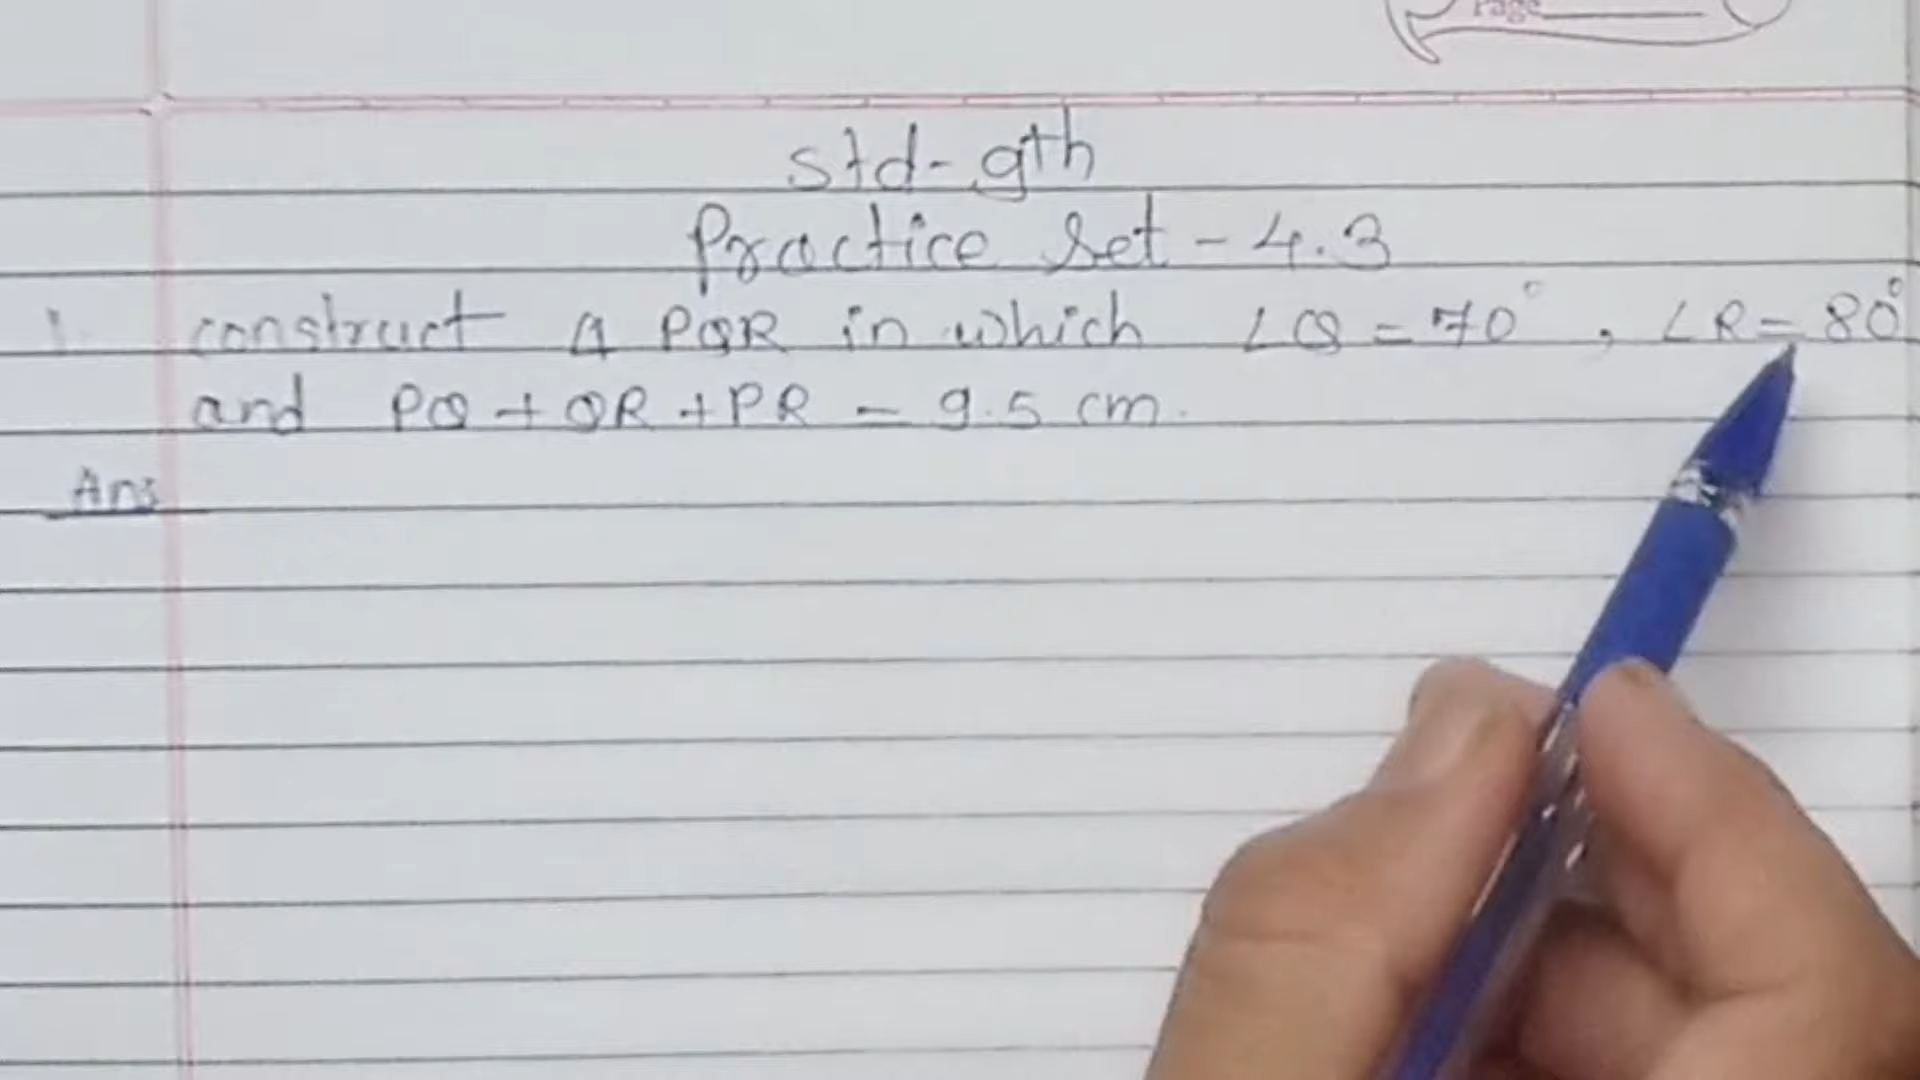 Page
Std-9th
Practice Set - 4.3
1. construct Δ PQR in which ∠Q = 70°, ∠R = 80°
and PQ + QR + PR = 9.5 cm.
Ans